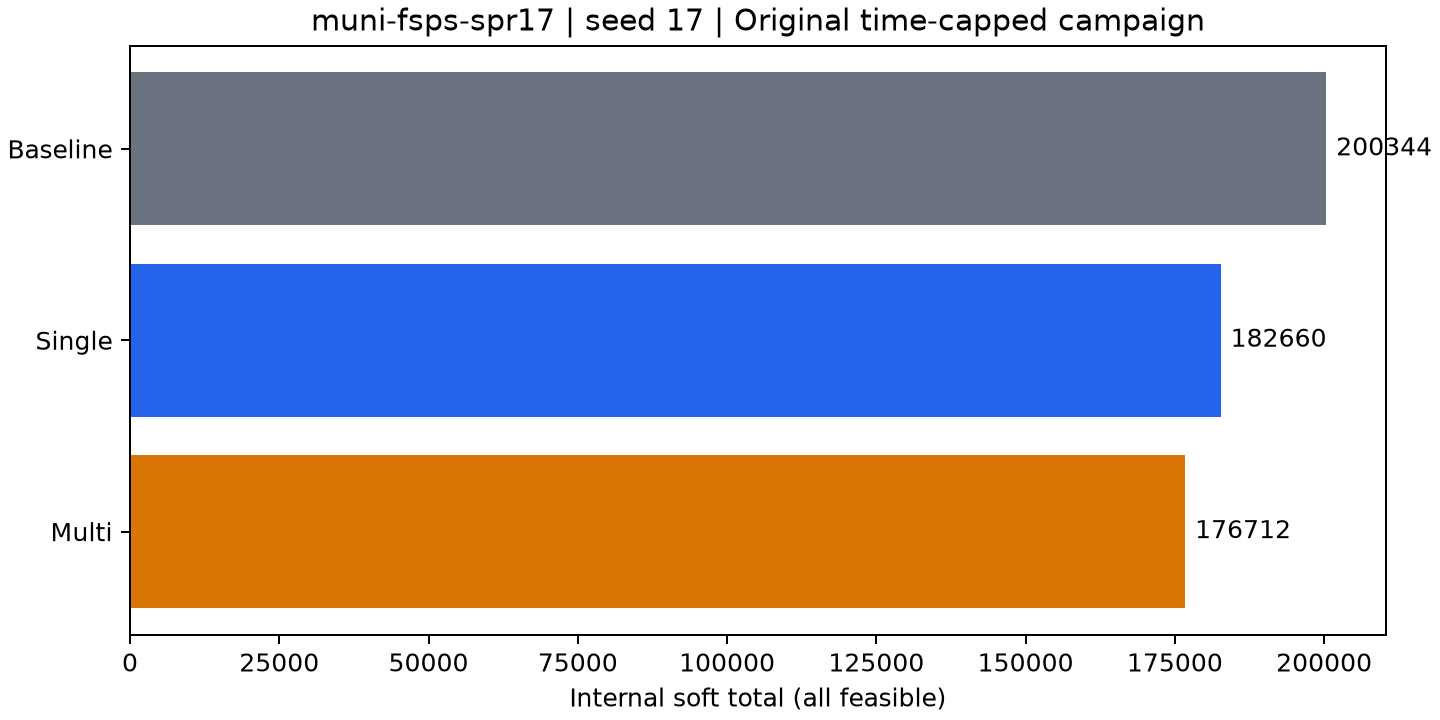 muni-fsps-spr17 | seed 17 | Original time-capped campaign
Baseline
200344
Single
182660
Multi
176712
0 25000 50000 75000 100000 125000 150000 175000 200000
Internal soft total (all feasible)